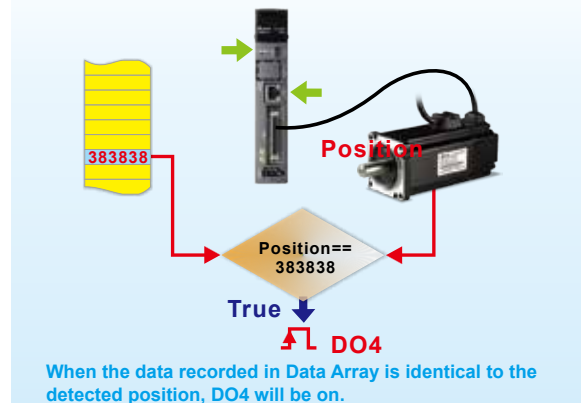 383838
Position
Position==
383838
True
DO4
When the data recorded in Data Array is identical to the
detected position, DO4 will be on.